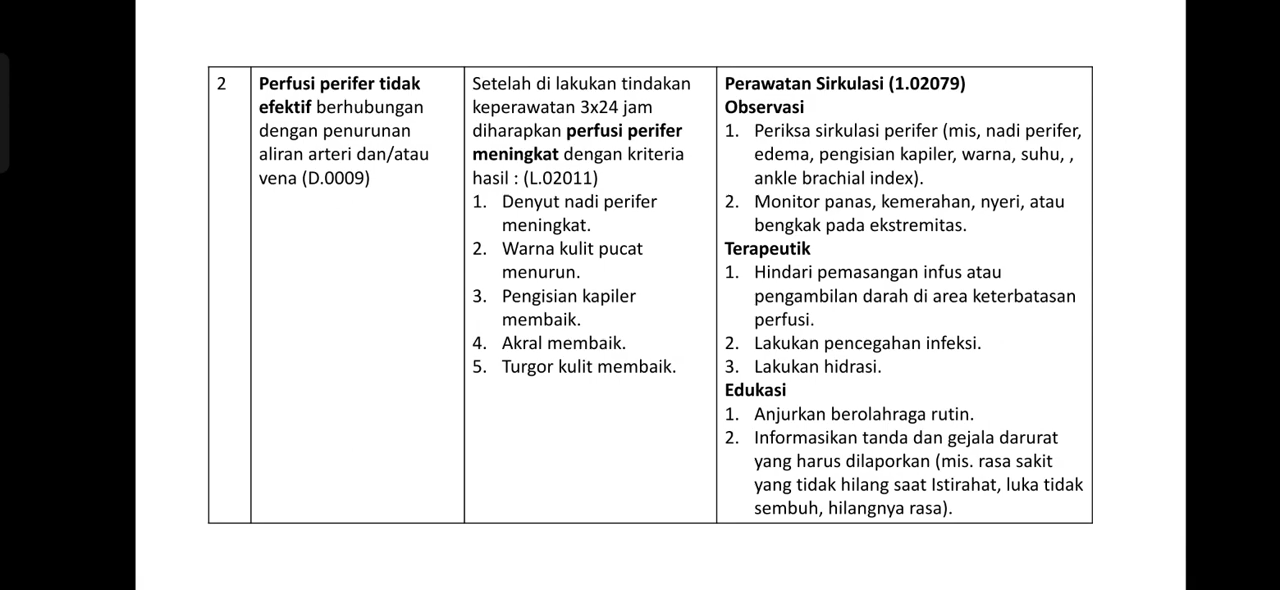 2
Perfusi perifer tidak
efektif berhubungan
dengan penurunan
aliran arteri dan/atau
vena (D.0009)
Setelah di lakukan tindakan
keperawatan 3x24 jam
diharapkan perfusi perifer
meningkat dengan kriteria
hasil : (L.02011)
1. Denyut nadi perifer
meningkat.
2. Warna kulit pucat
menurun.
3. Pengisian kapiler
membaik.
4. Akral membaik.
5. Turgor kulit membaik.
Perawatan Sirkulasi (1.02079)
Observasi
1. Periksa sirkulasi perifer (mis, nadi perifer,
edema, pengisian kapiler, warna, suhu, ,
ankle brachial index).
2. Monitor panas, kemerahan, nyeri, atau
bengkak pada ekstremitas.
Terapeutik
1. Hindari pemasangan infus atau
pengambilan darah di area keterbatasan
perfusi.
2. Lakukan pencegahan infeksi.
3. Lakukan hidrasi.
Edukasi
1. Anjurkan berolahraga rutin.
2. Informasikan tanda dan gejala darurat
yang harus dilaporkan (mis. rasa sakit
yang tidak hilang saat Istirahat, luka tidak
sembuh, hilangnya rasa).